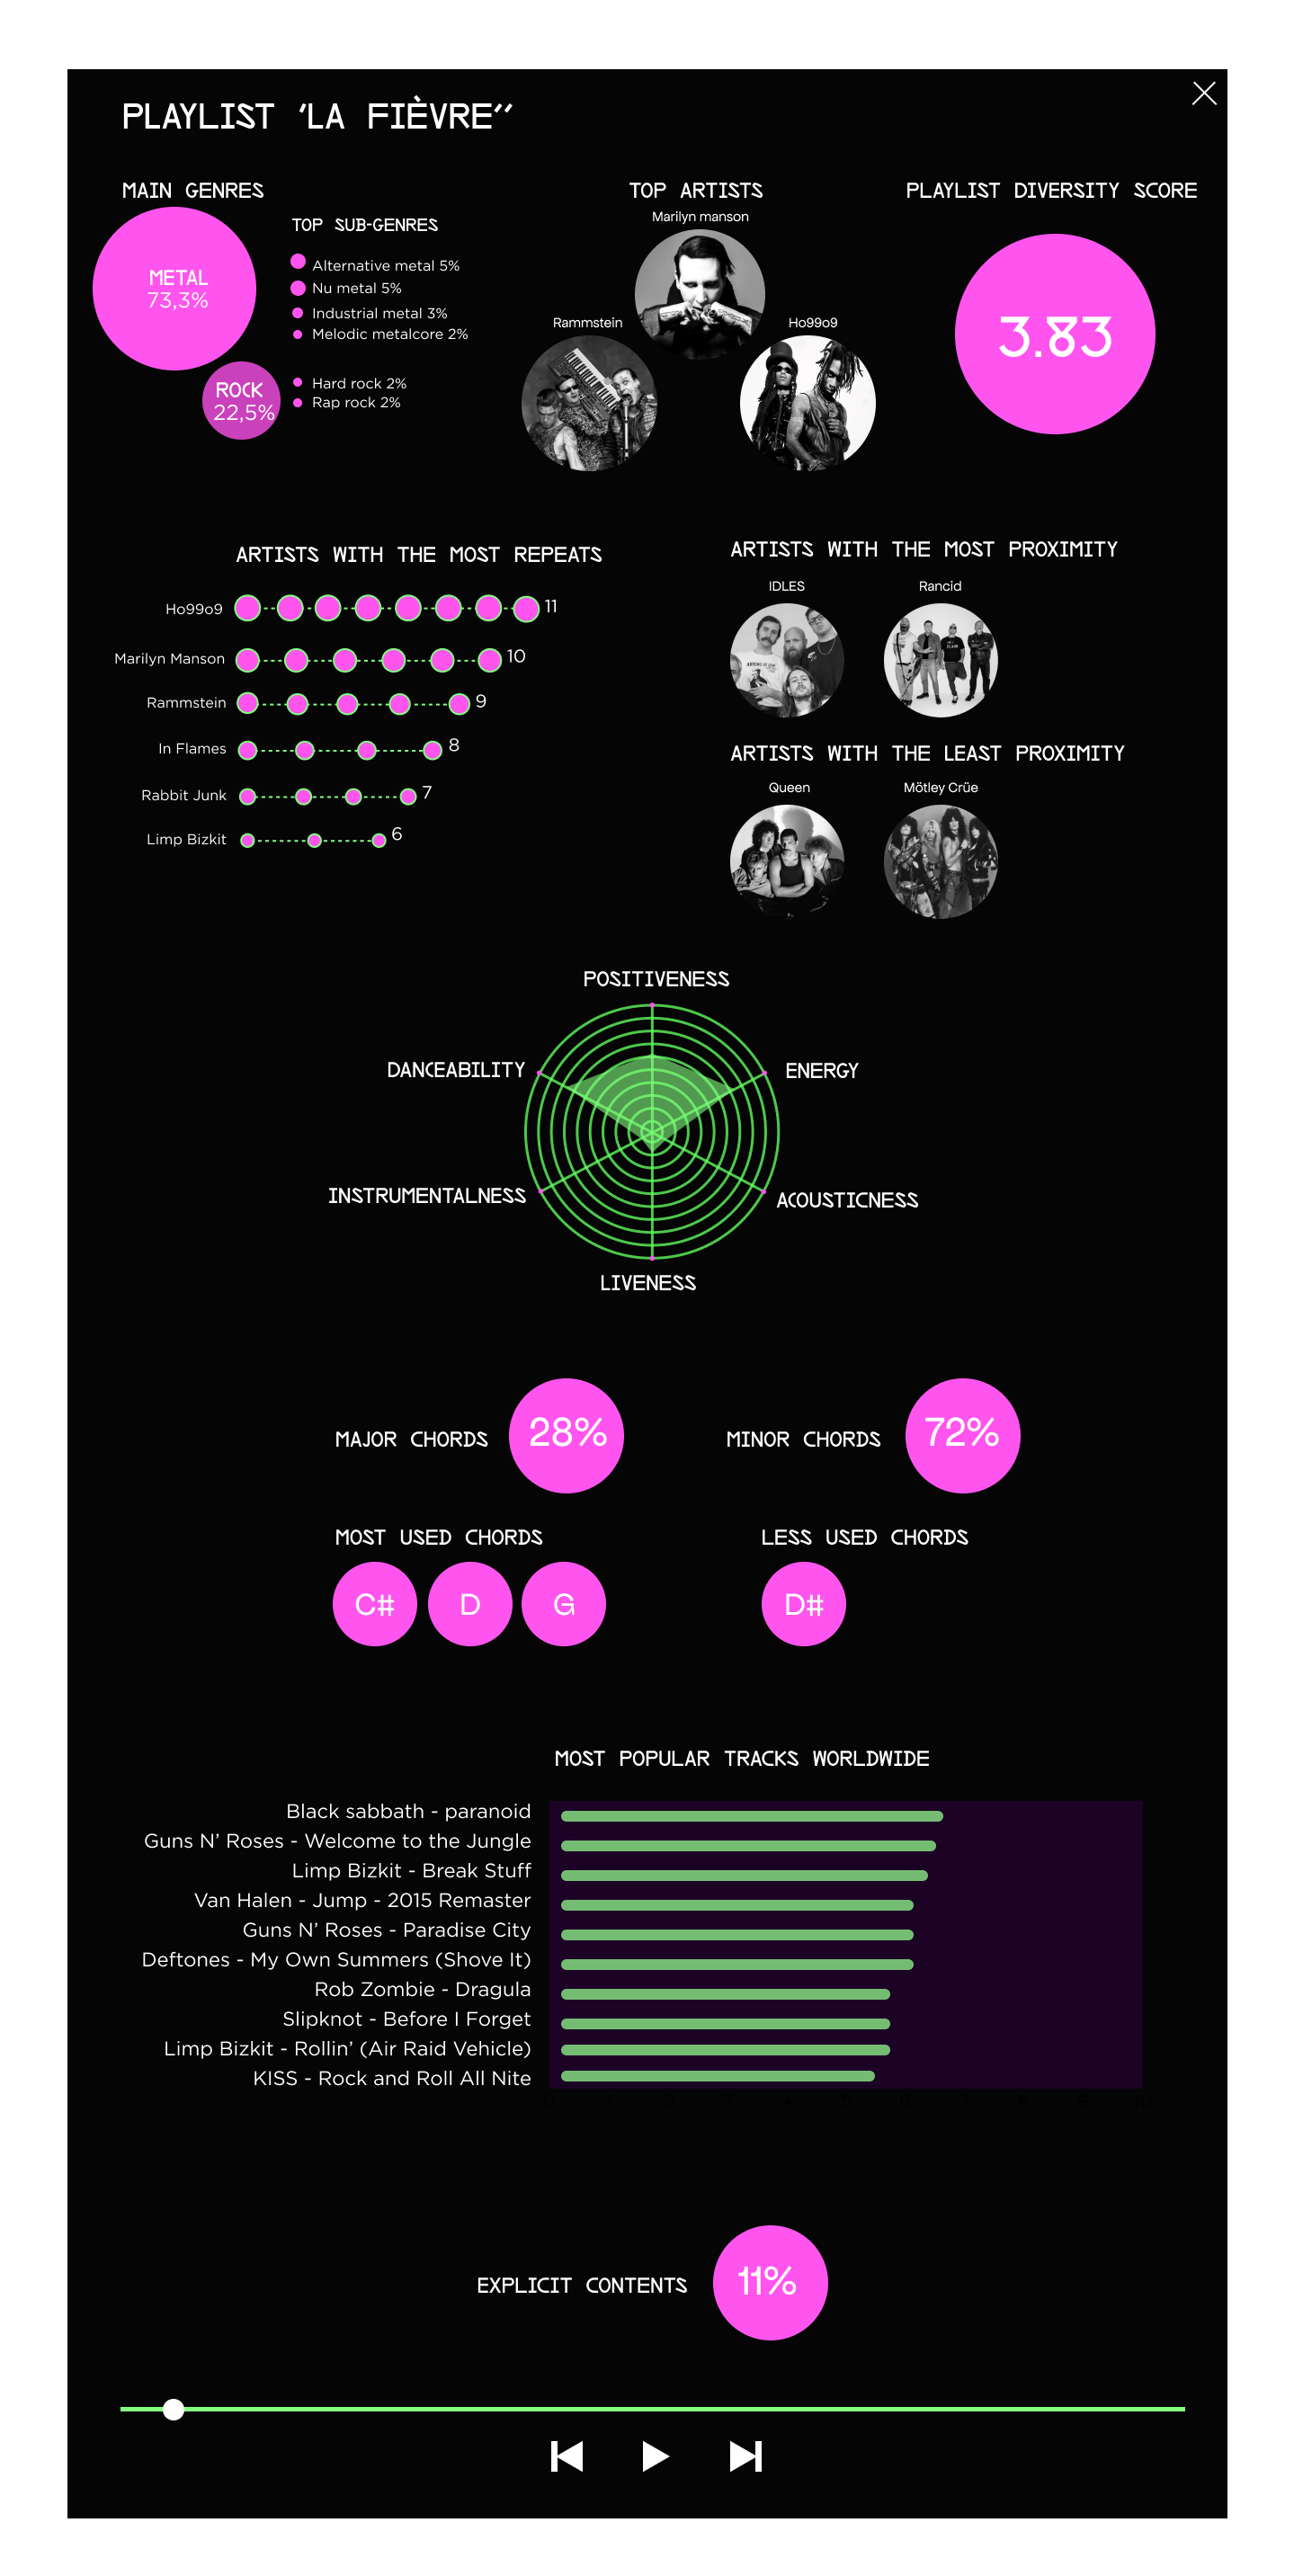 PLAYLIST ‘LA FIÈVRE’’
MAIN GENRES
METAL
73,3%
ROCK
22,5%
TOP SUB-GENRES
Alternative metal 5%
Nu metal 5%
Industrial metal 3%
Melodic metalcore 2%
Hard rock 2%
Rap rock 2%
TOP ARTISTS
Marilyn manson
Rammstein
Ho99o9
PLAYLIST DIVERSITY SCORE
3.83
ARTISTS WITH THE MOST REPEATS
Ho99o9 11
Marilyn Manson 10
Rammstein 9
In Flames 8
Rabbit Junk 7
Limp Bizkit 6
ARTISTS WITH THE MOST PROXIMITY
IDLES Rancid
ARTISTS WITH THE LEAST PROXIMITY
Queen Mötley Crüe
POSITIVENESS
DANCEABILITY
ENERGY
INSTRUMENTALNESS
ACOUSTICNESS
LIVENESS
MAJOR CHORDS 28%
MINOR CHORDS 72%
MOST USED CHORDS
C# D G
LESS USED CHORDS
D#
MOST POPULAR TRACKS WORLDWIDE
Black sabbath - paranoid
Guns N’ Roses - Welcome to the Jungle
Limp Bizkit - Break Stuff
Van Halen - Jump - 2015 Remaster
Guns N’ Roses - Paradise City
Deftones - My Own Summers (Shove It)
Rob Zombie - Dragula
Slipknot - Before I Forget
Limp Bizkit - Rollin’ (Air Raid Vehicle)
KISS - Rock and Roll All Nite
EXPLICIT CONTENTS 11%